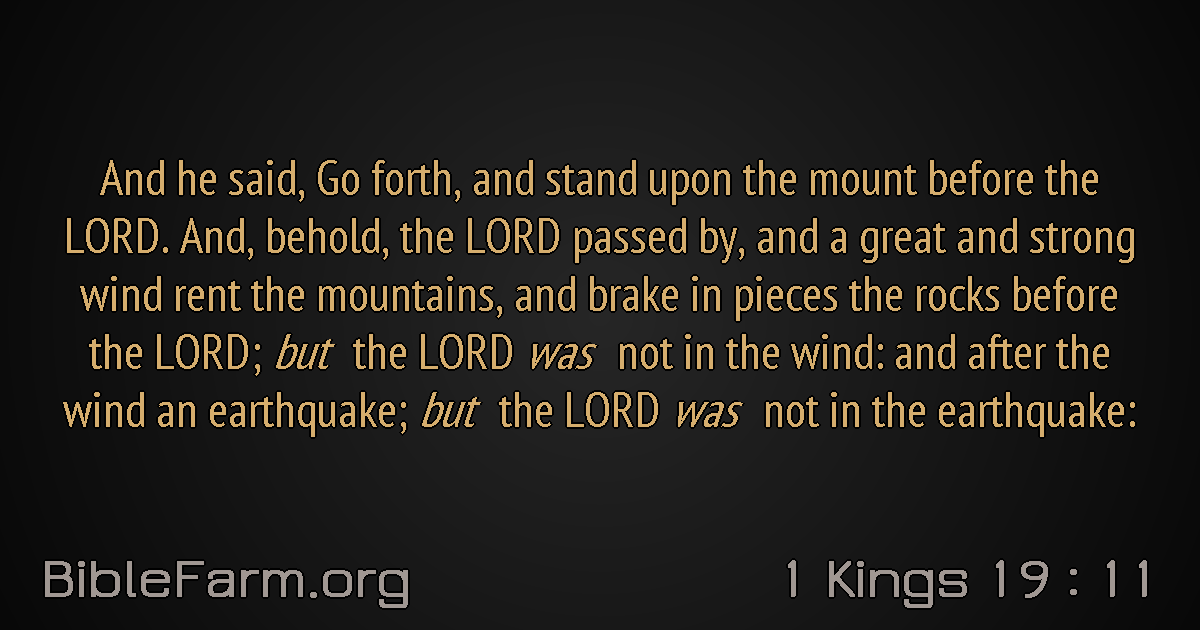 And he said, Go forth, and stand upon the mount before the
LORD. And, behold, the LORD passed by, and a great and strong
wind rent the mountains, and brake in pieces the rocks before
the LORD; but the LORD was not in the wind: and after the
wind an earthquake; but the LORD was not in the earthquake:
BibleFarm.org
1 Kings 19 : 11